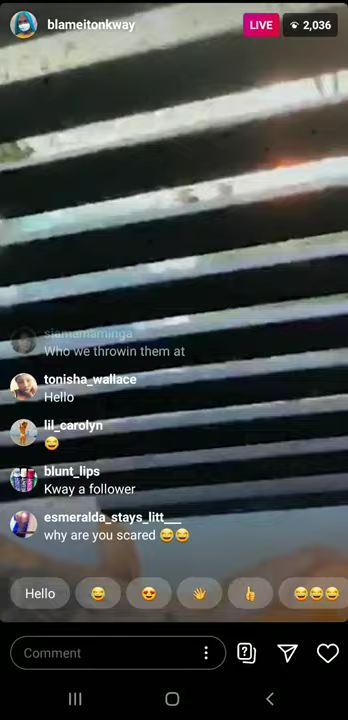 blameitonkway
LIVE
2,036
siamamaminga
Who we throwin them at
tonisha_wallace
Hello
lil_carolyn
😂
blunt_lips
Kway a follower
esmeralda_stays_litt___
why are you scared 😂😂
Hello 😂 😍 👋 👍 😂😂😂
Comment